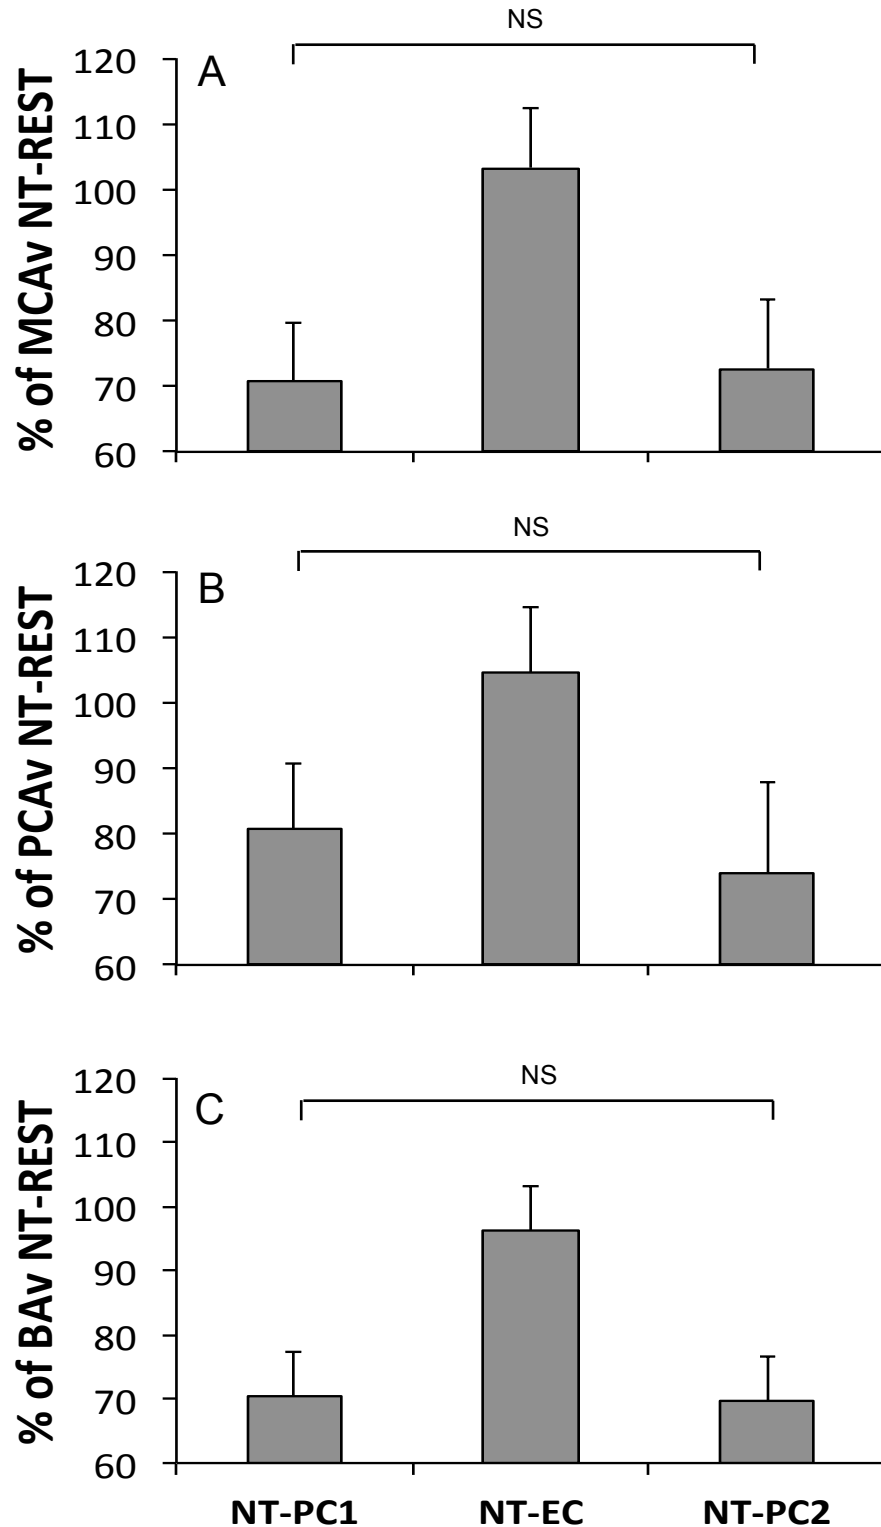 NS
A
% of MCAv NT-REST
120
110
100
90
80
70
60
NS
B
% of PCAv NT-REST
120
110
100
90
80
70
60
NS
C
% of BAv NT-REST
120
110
100
90
80
70
60
NT-PC1 NT-EC NT-PC2